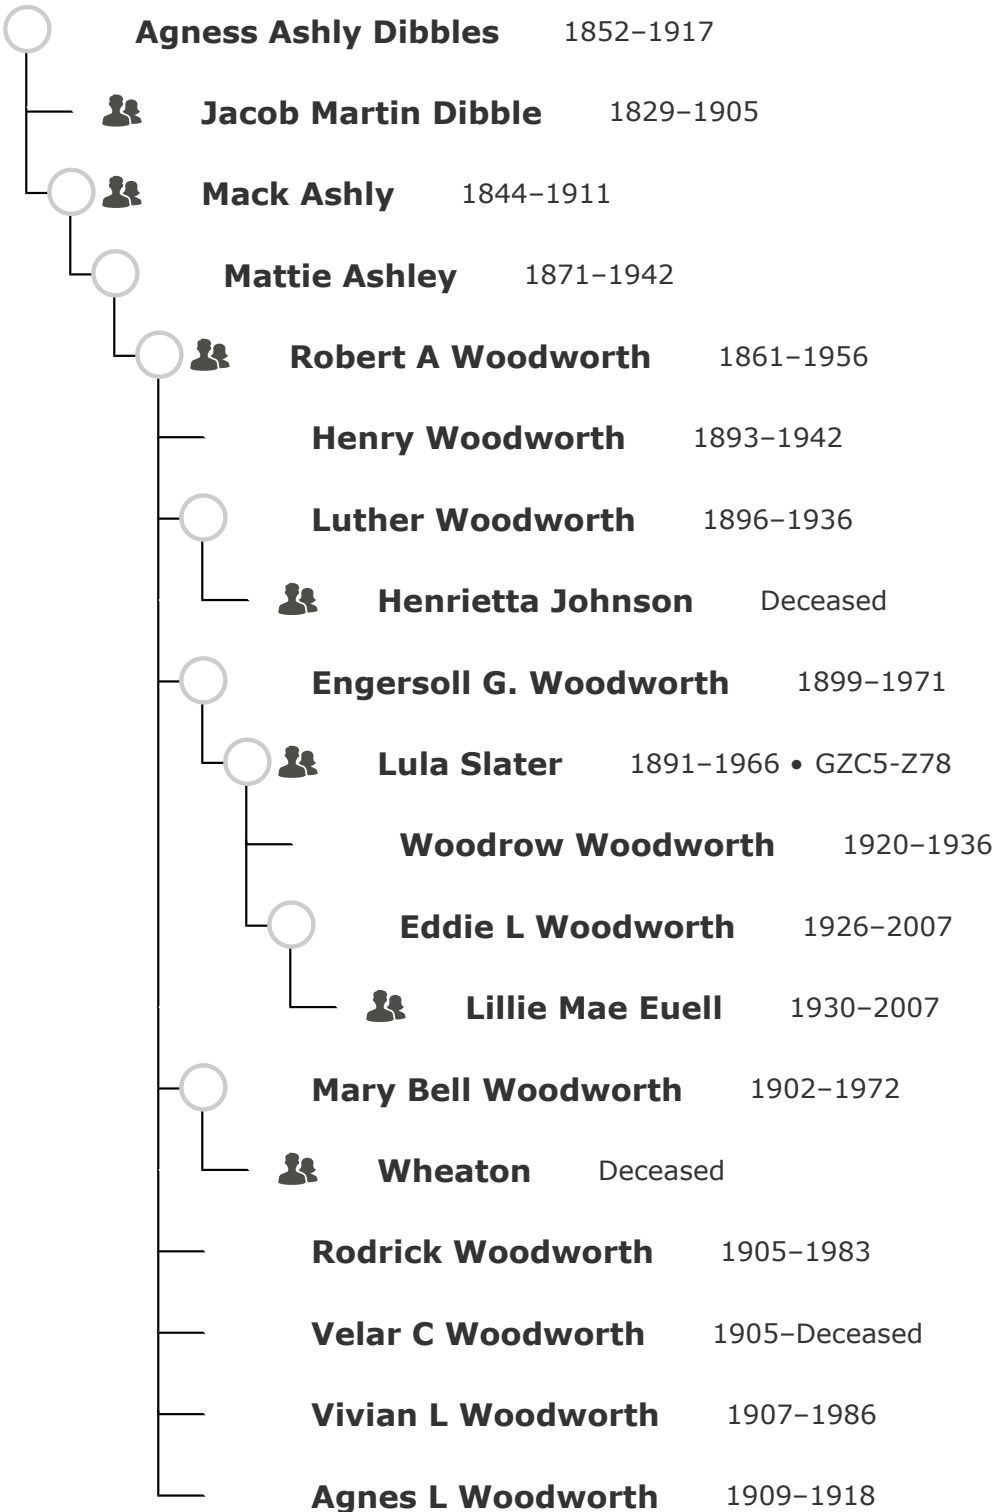 Agness Ashly Dibbles 1852–1917
Jacob Martin Dibble 1829–1905
Mack Ashly 1844–1911
Mattie Ashley 1871–1942
Robert A Woodworth 1861–1956
Henry Woodworth 1893–1942
Luther Woodworth 1896–1936
Henrietta Johnson Deceased
Engersoll G. Woodworth 1899–1971
Lula Slater 1891–1966 • GZC5-Z78
Woodrow Woodworth 1920–1936
Eddie L Woodworth 1926–2007
Lillie Mae Euell 1930–2007
Mary Bell Woodworth 1902–1972
Wheaton Deceased
Rodrick Woodworth 1905–1983
Velar C Woodworth 1905–Deceased
Vivian L Woodworth 1907–1986
Agnes L Woodworth 1909–1918